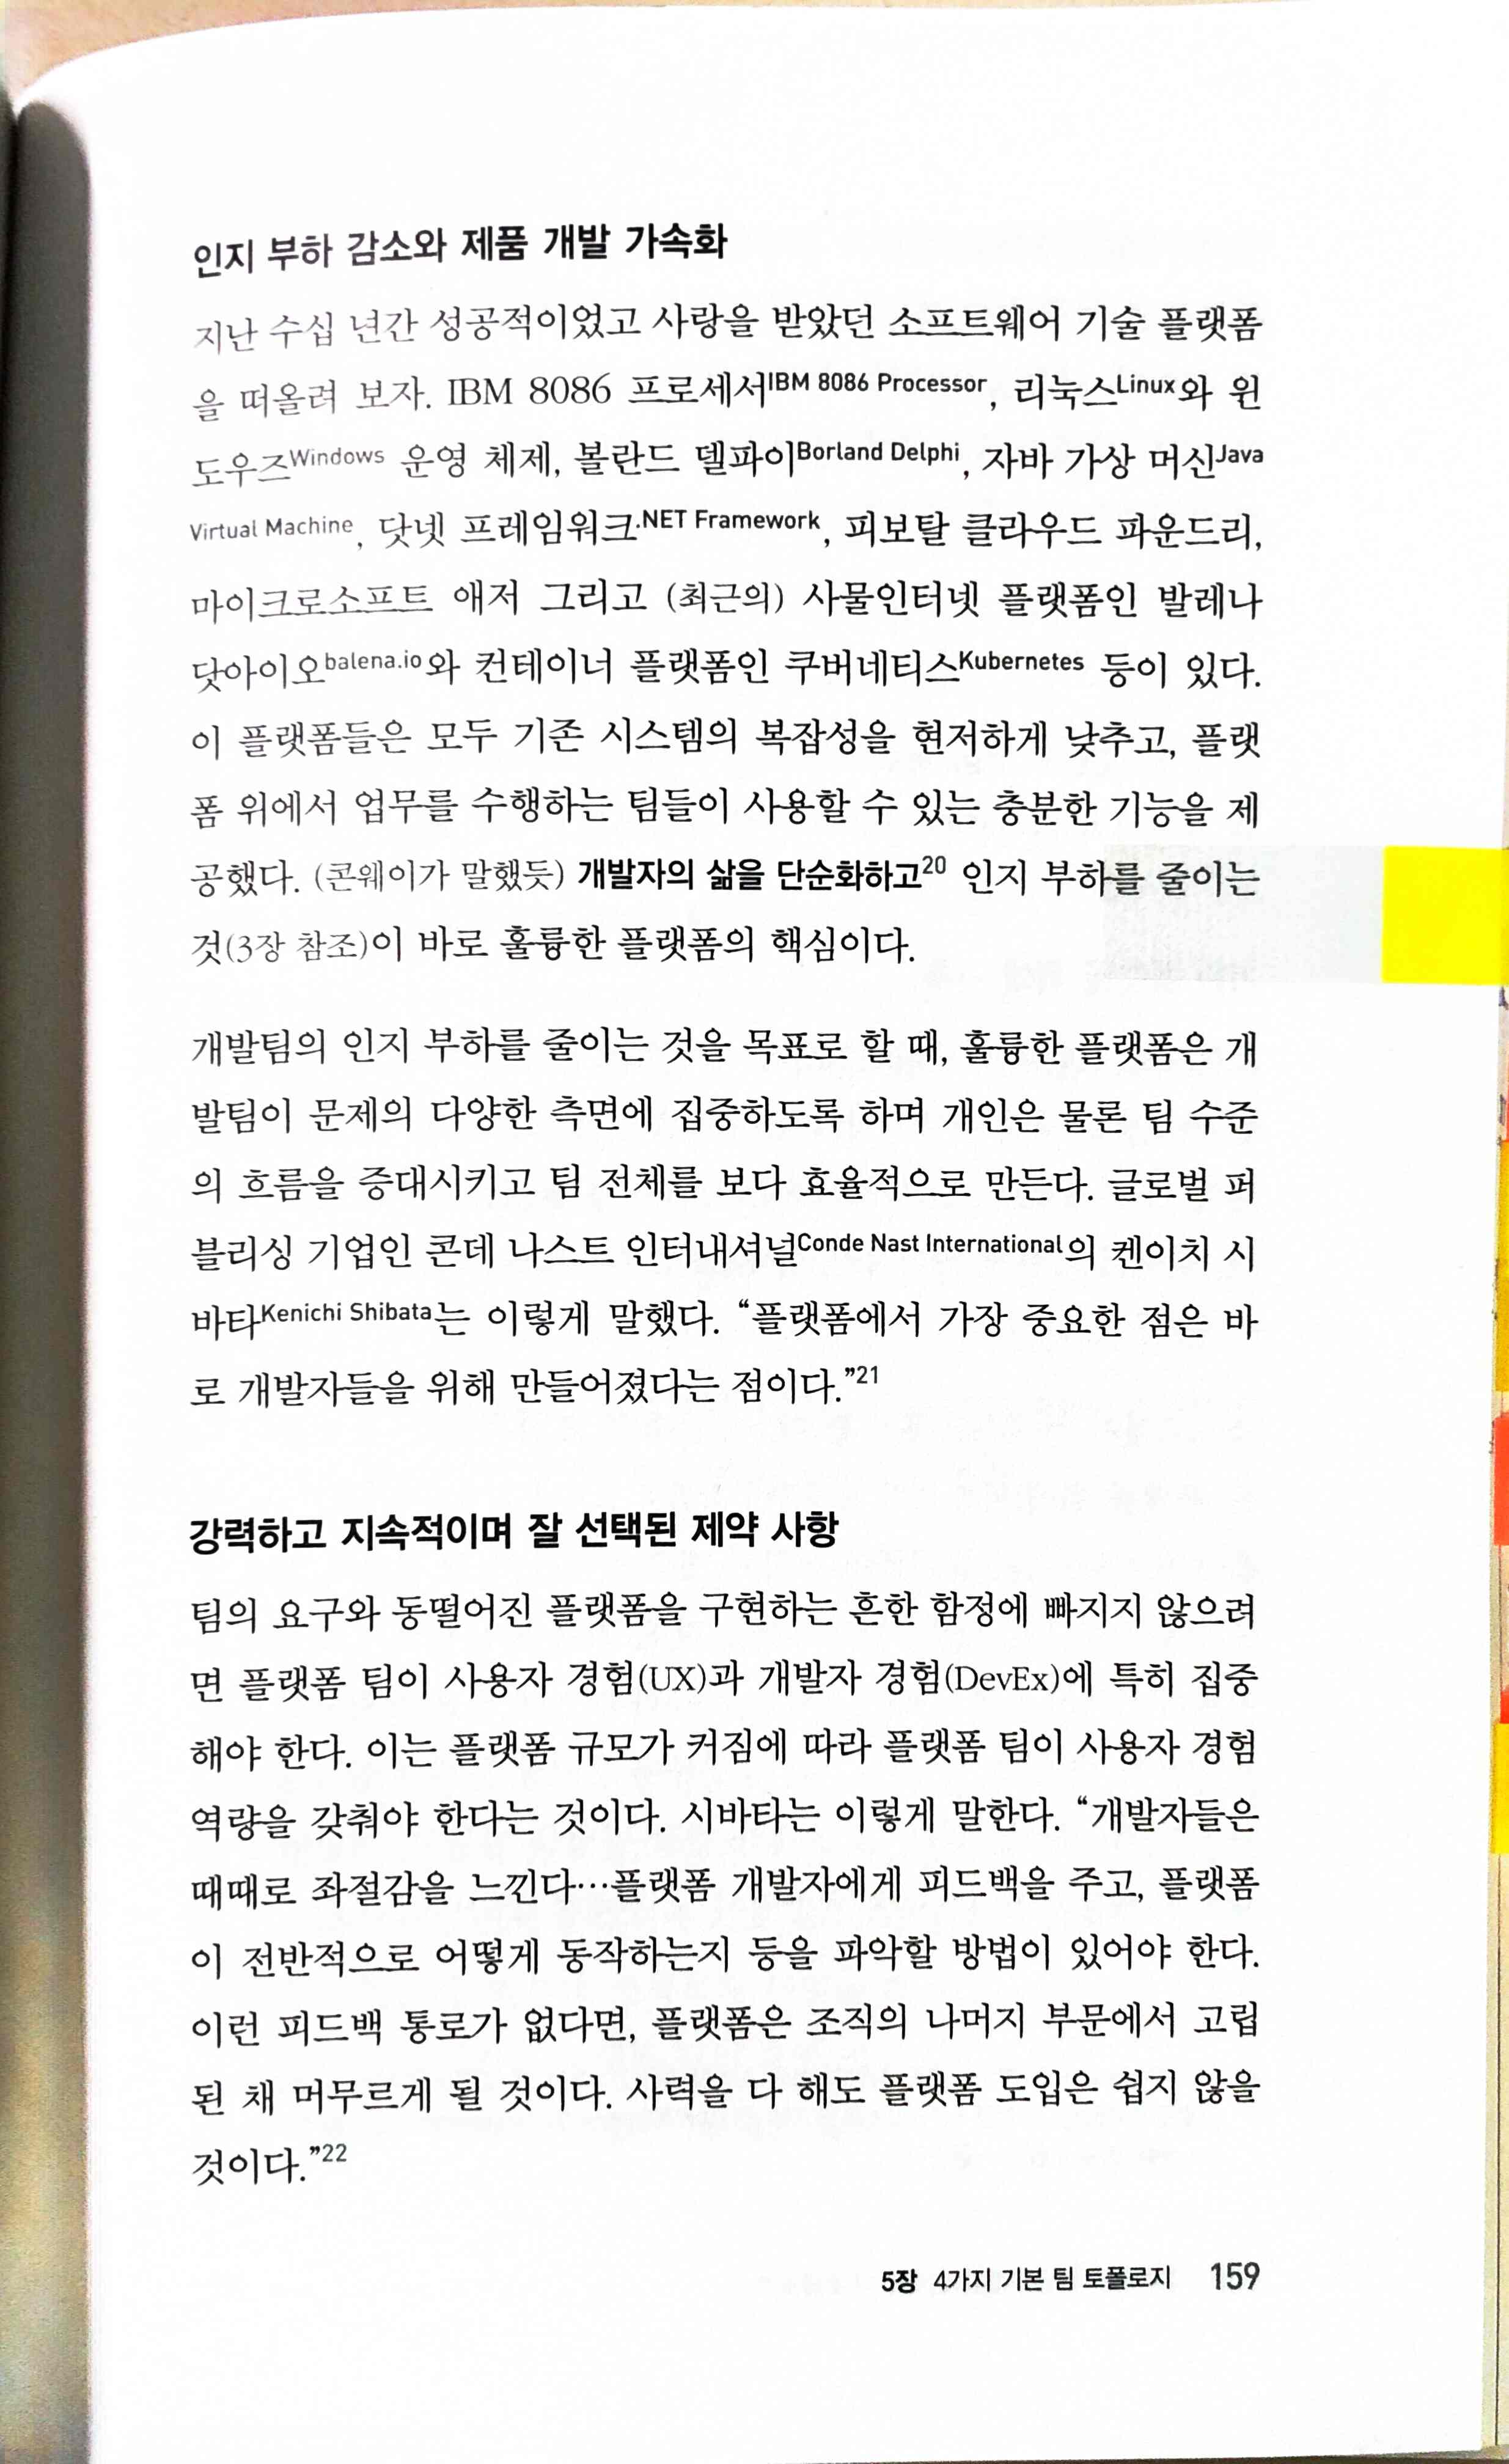 인지 부하 감소와 제품 개발 가속화
지난 수십 년간 성공적이었고 사랑을 받았던 소프트웨어 기술 플랫폼
을 떠올려 보자. IBM 8086 프로세서IBM 8086 Processor, 리눅스Linux와 윈
도우즈Windows 운영 체제, 볼란드 델파이Borland Delphi, 자바 가상 머신Java
Virtual Machine, 닷넷 프레임워크.NET Framework, 피보탈 클라우드 파운드리,
마이크로소프트 애저 그리고 (최근의) 사물인터넷 플랫폼인 발레나
닷아이오balena.io와 컨테이너 플랫폼인 쿠버네티스Kubernetes 등이 있다.
이 플랫폼들은 모두 기존 시스템의 복잡성을 현저하게 낮추고, 플랫
폼 위에서 업무를 수행하는 팀들이 사용할 수 있는 충분한 기능을 제
공했다. (콘웨이가 말했듯) 개발자의 삶을 단순화하고20 인지 부하를 줄이는
것(3장 참조)이 바로 훌륭한 플랫폼의 핵심이다.
개발팀의 인지 부하를 줄이는 것을 목표로 할 때, 훌륭한 플랫폼은 개
발팀이 문제의 다양한 측면에 집중하도록 하며 개인은 물론 팀 수준
의 흐름을 증대시키고 팀 전체를 보다 효율적으로 만든다. 글로벌 퍼
블리싱 기업인 콘데 나스트 인터내셔널Conde Nast International의 켄이치 시
바타Kenichi Shibata는 이렇게 말했다. “플랫폼에서 가장 중요한 점은 바
로 개발자들을 위해 만들어졌다는 점이다.”21
강력하고 지속적이며 잘 선택된 제약 사항
팀의 요구와 동떨어진 플랫폼을 구현하는 흔한 함정에 빠지지 않으려
면 플랫폼 팀이 사용자 경험(UX)과 개발자 경험(DevEx)에 특히 집중
해야 한다. 이는 플랫폼 규모가 커짐에 따라 플랫폼 팀이 사용자 경험
역량을 갖춰야 한다는 것이다. 시바타는 이렇게 말한다. “개발자들은
때때로 좌절감을 느낀다…플랫폼 개발자에게 피드백을 주고, 플랫폼
이 전반적으로 어떻게 동작하는지 등을 파악할 방법이 있어야 한다.
이런 피드백 통로가 없다면, 플랫폼은 조직의 나머지 부문에서 고립
된 채 머무르게 될 것이다. 사력을 다 해도 플랫폼 도입은 쉽지 않을
것이다.”22
5장 4가지 기본 팀 토폴로지 159